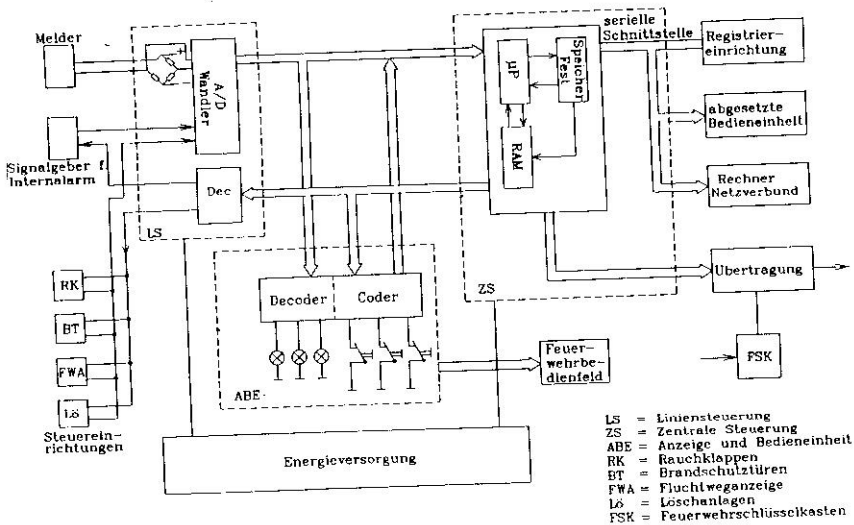 Melder
A/D
Wandler
Signalgeber f.
Internalarm
Dec
LS
µP
Speicher
Fest
RAM
ZS
serielle
Schnittstelle
Registrier-
einrichtung
abgesetzte
Bedieneinheit
Rechner
Netzverbund
Übertragung
FSK
RK
BT
FWA
Lö
Steuerein-
richtungen
Decoder
Coder
ABE
Feuer-
wehrbe-
dienfeld
Energieversorgung
LS = Liniensteuerung
ZS = Zentrale Steuerung
ABE = Anzeige und Bedieneinheit
RK = Rauchklappen
BT = Brandschutztüren
FWA = Fluchtweganzeige
Lö = Löschanlagen
FSK = Feuerwehrschlüsselkasten